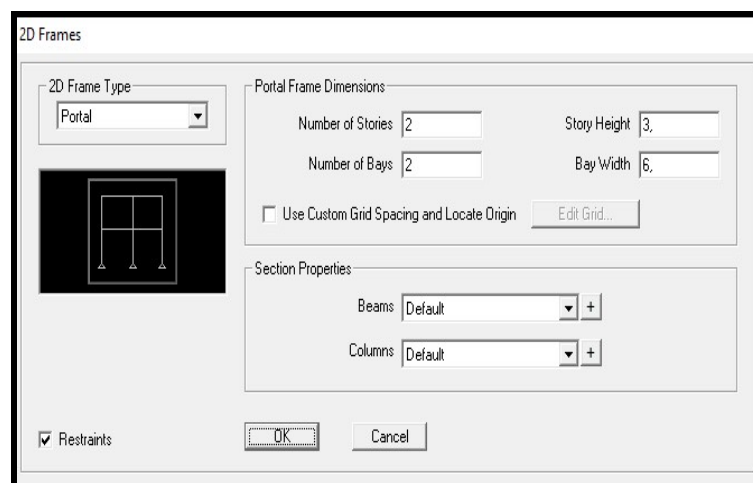 2D Frames
2D Frame Type
Portal
Portal Frame Dimensions
Number of Stories 2 Story Height 3,
Number of Bays 2 Bay Width 6,
Use Custom Grid Spacing and Locate Origin Edit Grid...
Section Properties
Beams Default +
Columns Default +
Restraints OK Cancel